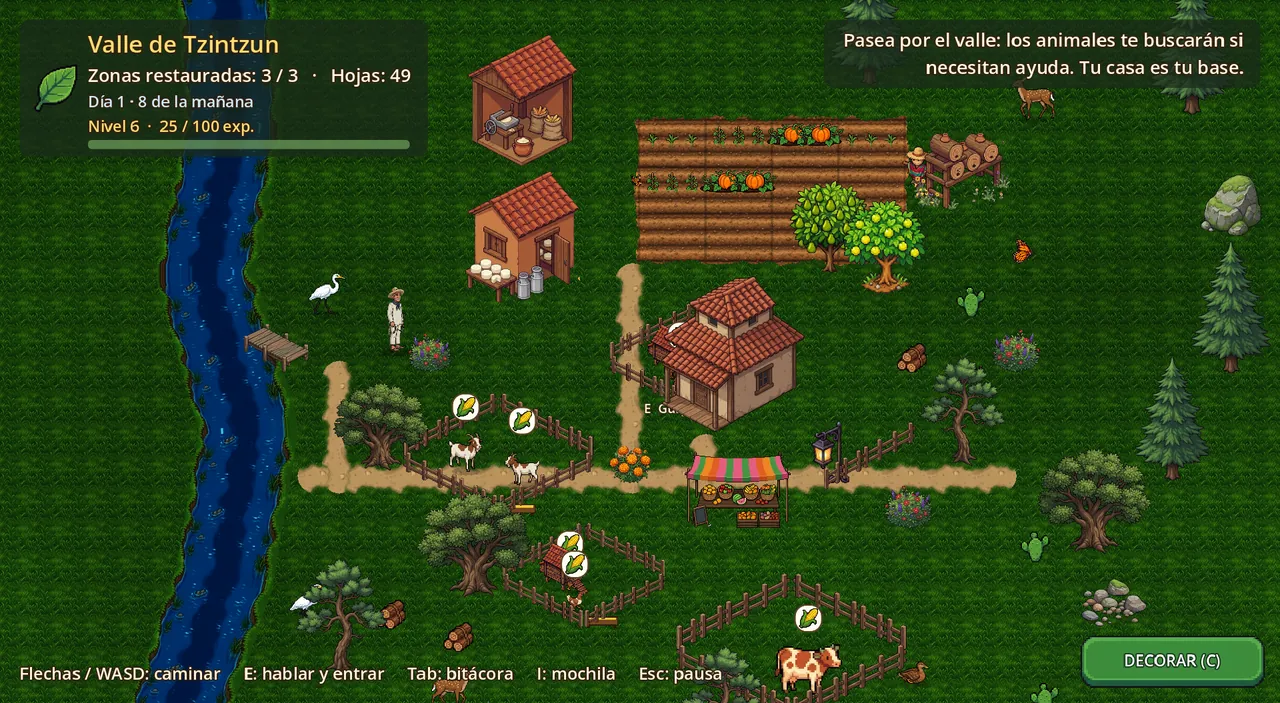 Valle de Tzintzun
Zonas restauradas: 3 / 3 · Hojas: 49
Día 1 · 8 de la mañana
Nivel 6 · 25 / 100 exp.
Pasea por el valle: los animales te buscarán si
necesitan ayuda. Tu casa es tu base.
E
Flechas / WASD: caminar E: hablar y entrar Tab: bitácora I: mochila Esc: pausa
DECORAR (C)